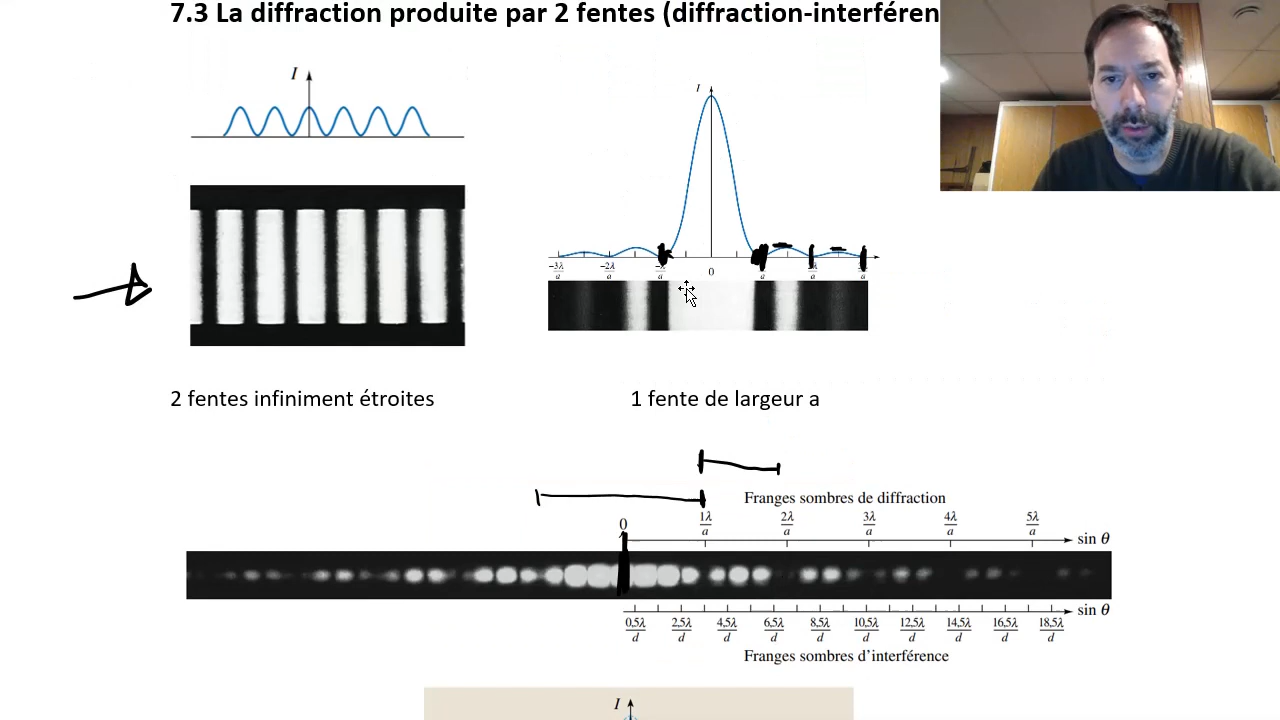 7.3 La diffraction produite par 2 fentes (diffraction-interféren
I
I
−3λ/a −2λ/a 0
2 fentes infiniment étroites
1 fente de largeur a
Franges sombres de diffraction
0 1λ/a 2λ/a 3λ/a 4λ/a 5λ/a
sin θ
sin θ
0,5λ/d 2,5λ/d 4,5λ/d 6,5λ/d 8,5λ/d 10,5λ/d 12,5λ/d 14,5λ/d 16,5λ/d 18,5λ/d
Franges sombres d'interférence
I